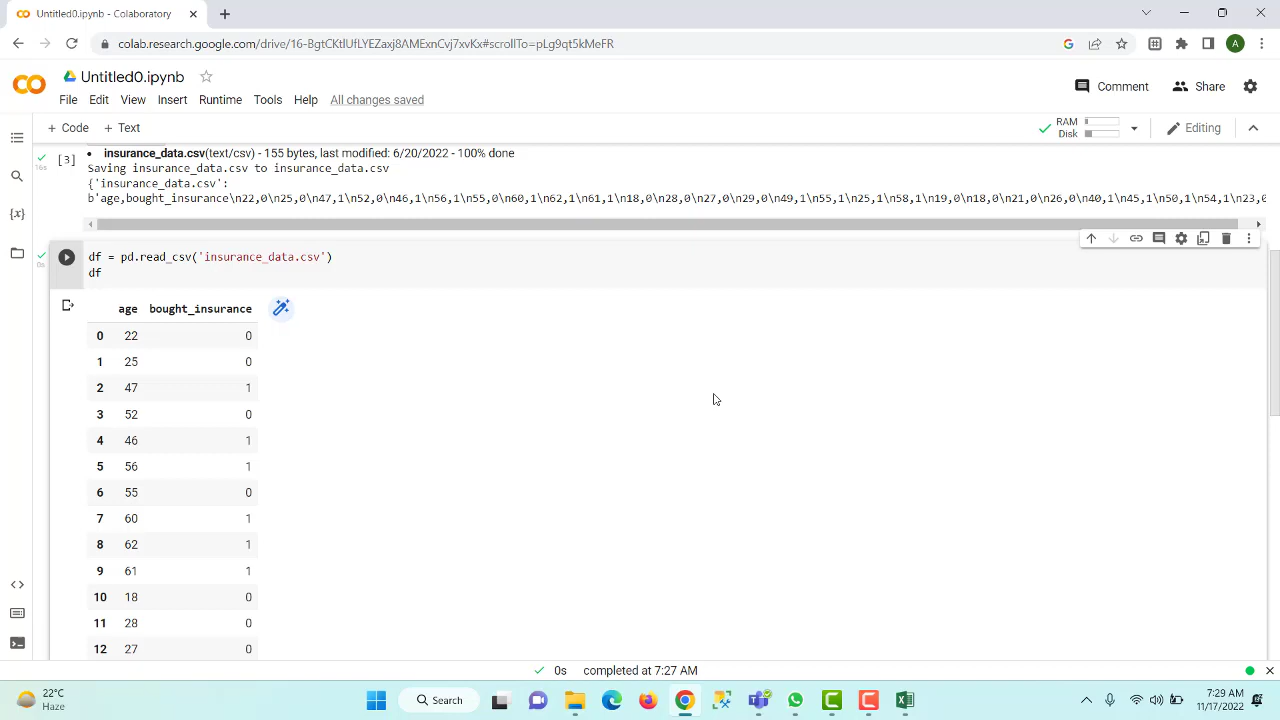 Untitled0.ipynb - Colaboratory
colab.research.google.com/drive/16-BgtCKtIUfLYEZaxj8AMExnCvj7xvKx#scrollTo=pLg9qt5kMeFR
A
Untitled0.ipynb
Comment
Share
File Edit View Insert Runtime Tools Help All changes saved
+ Code + Text
RAM
Disk
Editing
[3]
16s
insurance_data.csv(text/csv) - 155 bytes, last modified: 6/20/2022 - 100% done
Saving insurance_data.csv to insurance_data.csv
{'insurance_data.csv':
b'age,bought_insurance\n22,0\n25,0\n47,1\n52,0\n46,1\n56,1\n55,0\n60,1\n62,1\n61,1\n18,0\n28,0\n27,0\n29,0\n49,1\n55,1\n25,1\n58,1\n19,0\n18,0\n21,0\n26,0\n40,1\n45,1\n50,1\n54,1\n23,0
{x}
0s
df = pd.read_csv('insurance_data.csv')
df
age bought_insurance
0 22 0
1 25 0
2 47 1
3 52 0
4 46 1
5 56 1
6 55 0
7 60 1
8 62 1
9 61 1
10 18 0
11 28 0
12 27 0
0s completed at 7:27 AM
22°C
Haze
Search
7:29 AM
11/17/2022